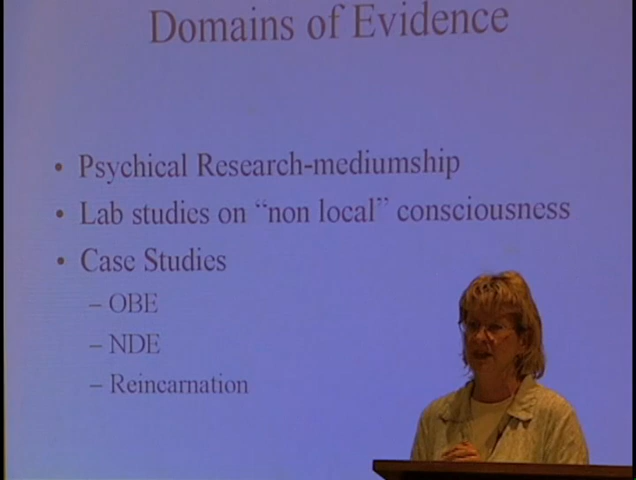 Domains of Evidence
• Psychical Research-mediumship
• Lab studies on “non local” consciousness
• Case Studies
– OBE
– NDE
– Reincarnation